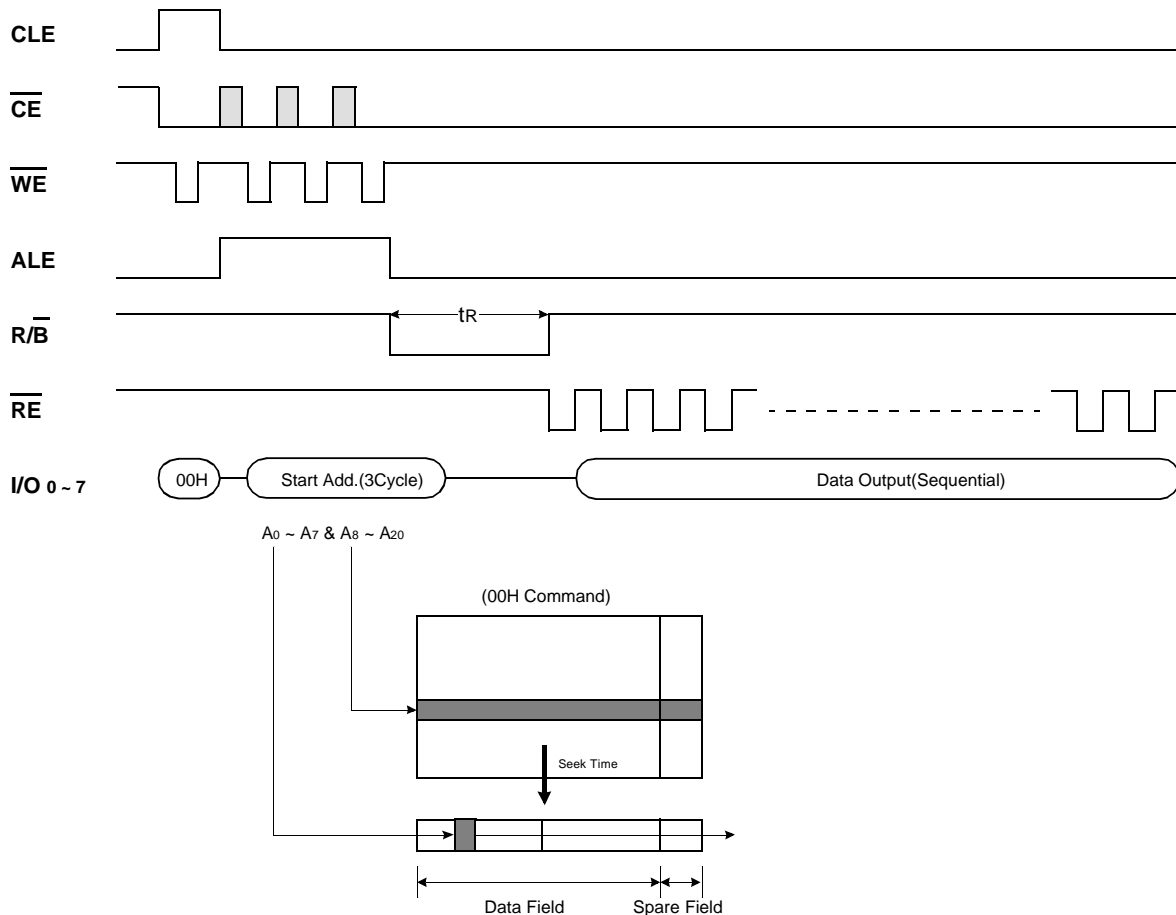 CLE
CE
WE
ALE
R/B
tR
RE
I/O 0 ~ 7
00H
Start Add.(3Cycle)
Data Output(Sequential)
A0 ~ A7 & A8 ~ A20
(00H Command)
Seek Time
Data Field
Spare Field